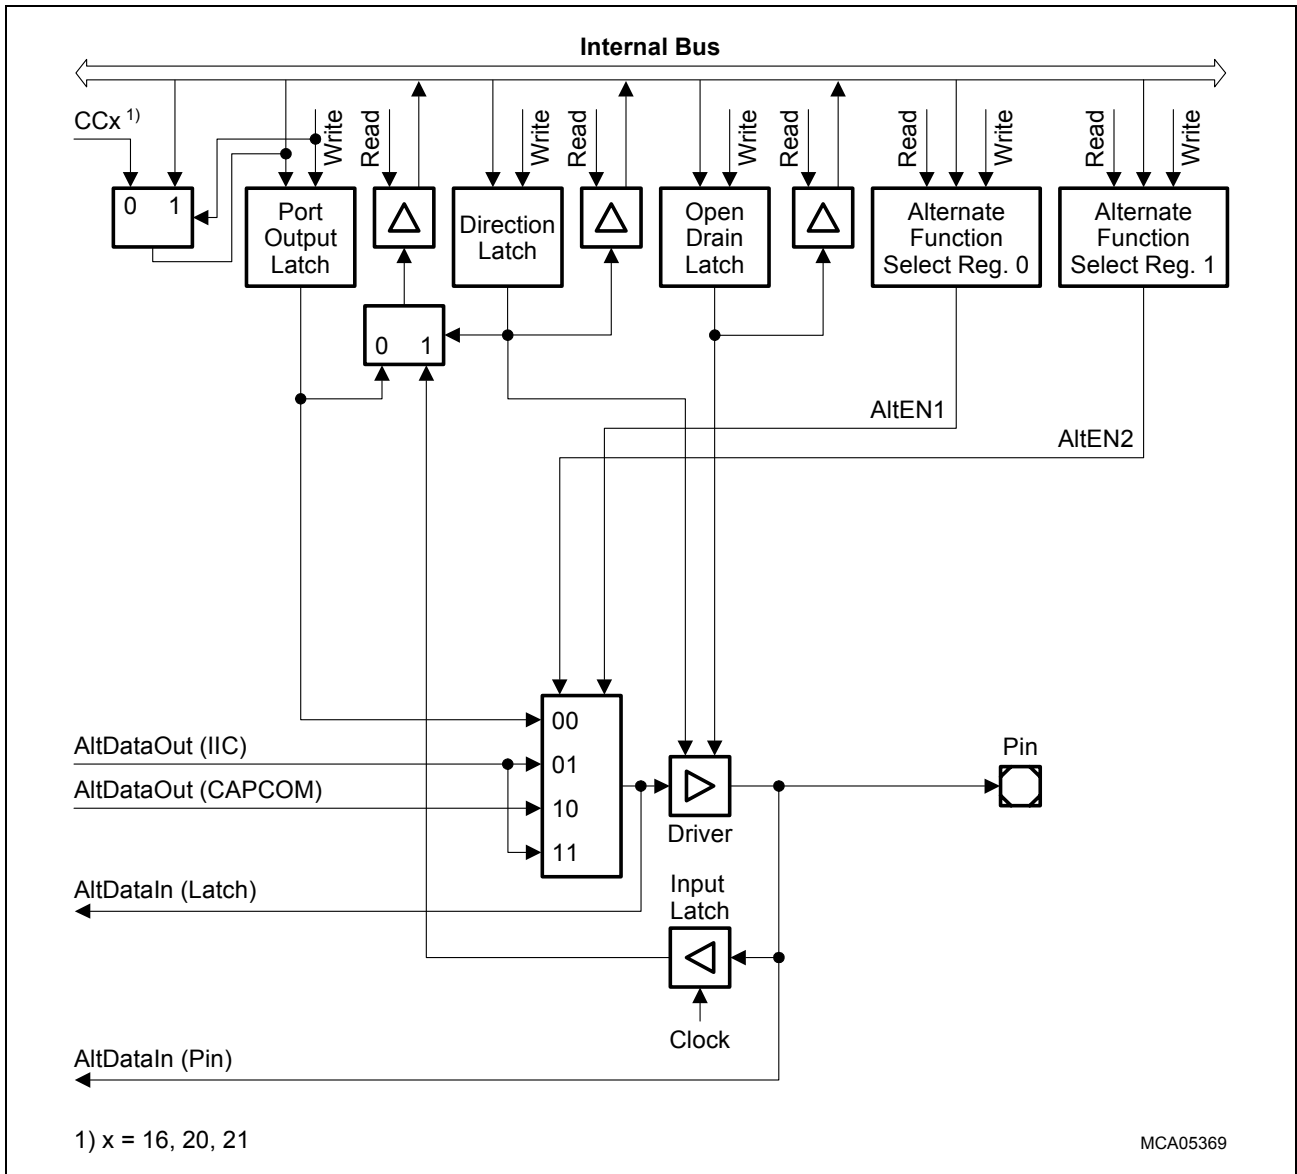 Internal Bus
CCx 1)
Write
Read
Write
Read
Write
Read
Read
Write
Read
Write
0 1
Port
Output
Latch
Direction
Latch
Open
Drain
Latch
Alternate
Function
Select Reg. 0
Alternate
Function
Select Reg. 1
0 1
AltEN1
AltEN2
00
AltDataOut (IIC)
01
AltDataOut (CAPCOM)
10
11
Driver
Pin
AltDataIn (Latch)
Input
Latch
Clock
AltDataIn (Pin)
1) x = 16, 20, 21
MCA05369